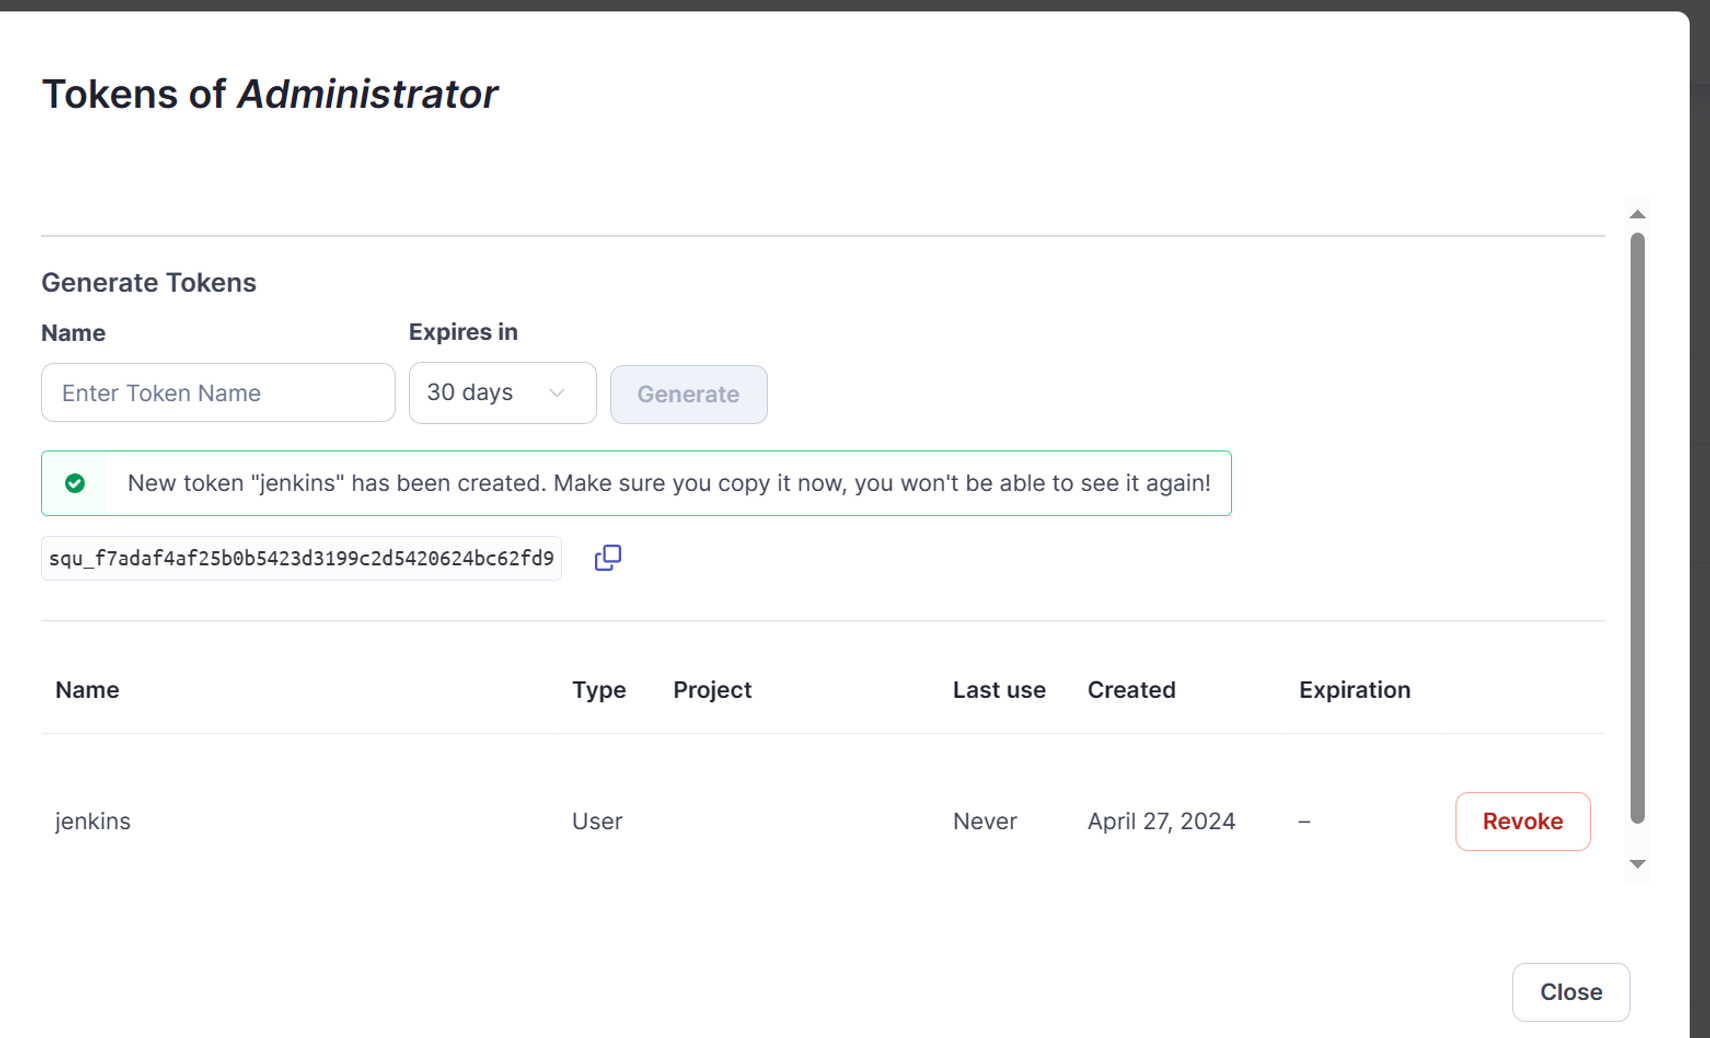 Tokens of Administrator
Generate Tokens
Name Expires in
Enter Token Name 30 days Generate
New token "jenkins" has been created. Make sure you copy it now, you won't be able to see it again!
squ_f7adaf4af25b0b5423d3199c2d5420624bc62fd9
Name Type Project Last use Created Expiration
jenkins User Never April 27, 2024 – Revoke
Close